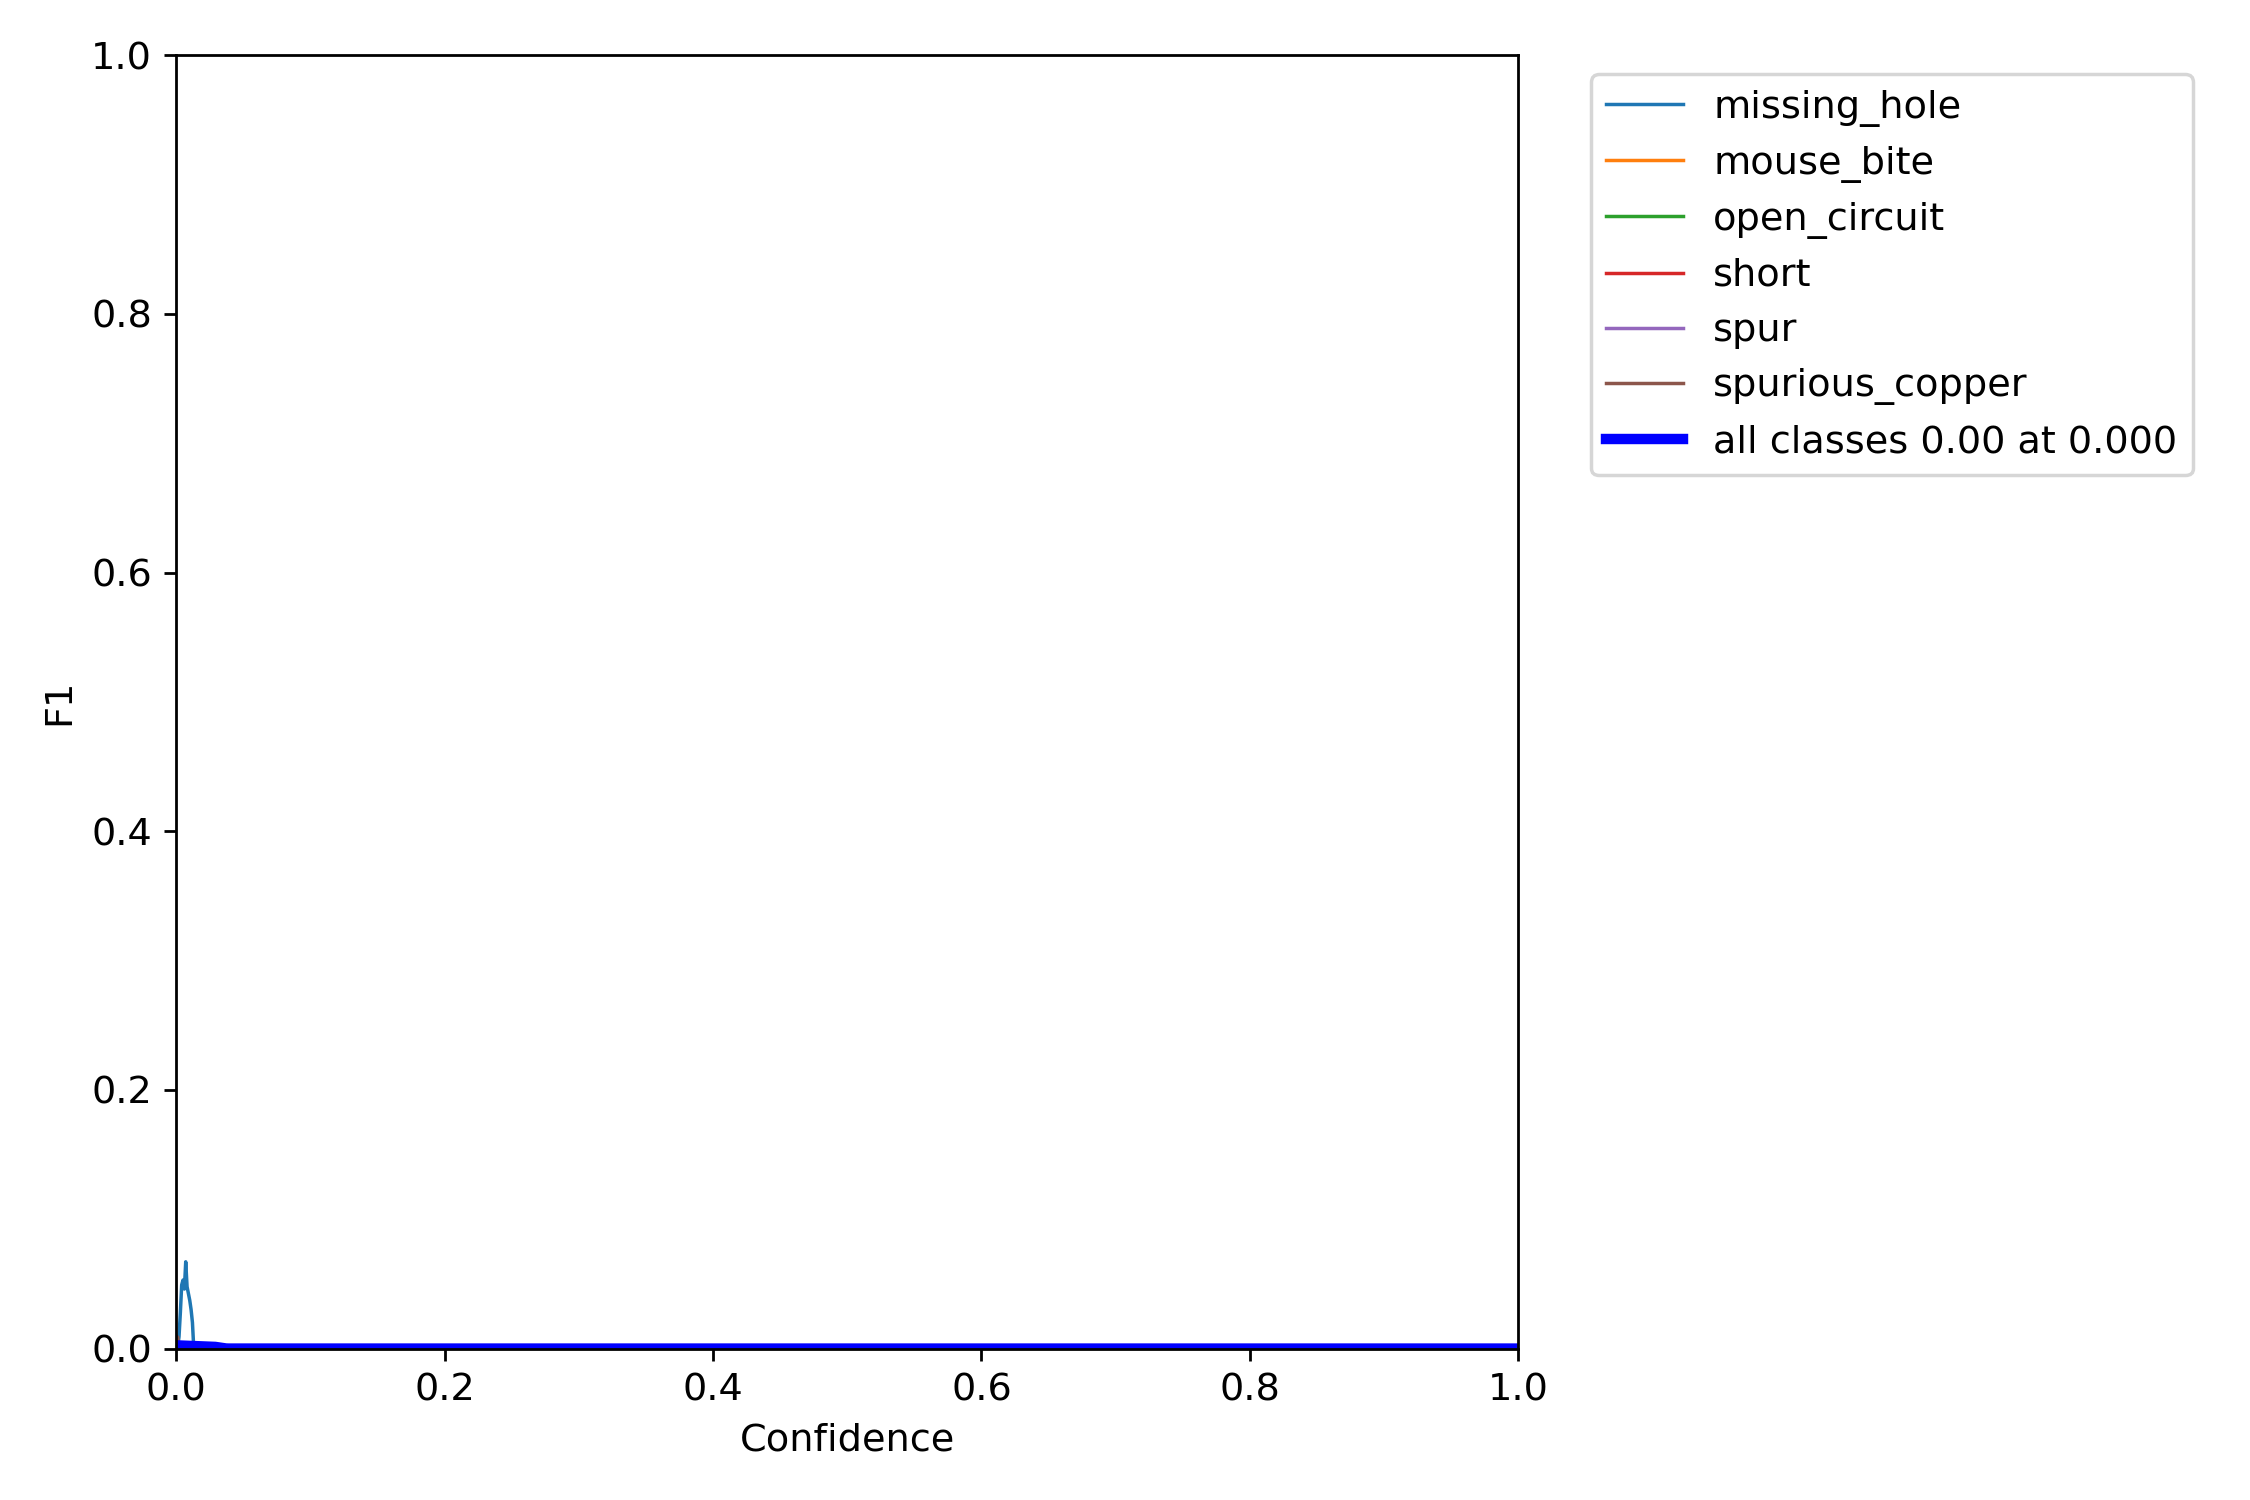 1.0
0.8
0.6
0.4
0.2
0.0
F1
0.0 0.2 0.4 0.6 0.8 1.0
Confidence
missing_hole
mouse_bite
open_circuit
short
spur
spurious_copper
all classes 0.00 at 0.000